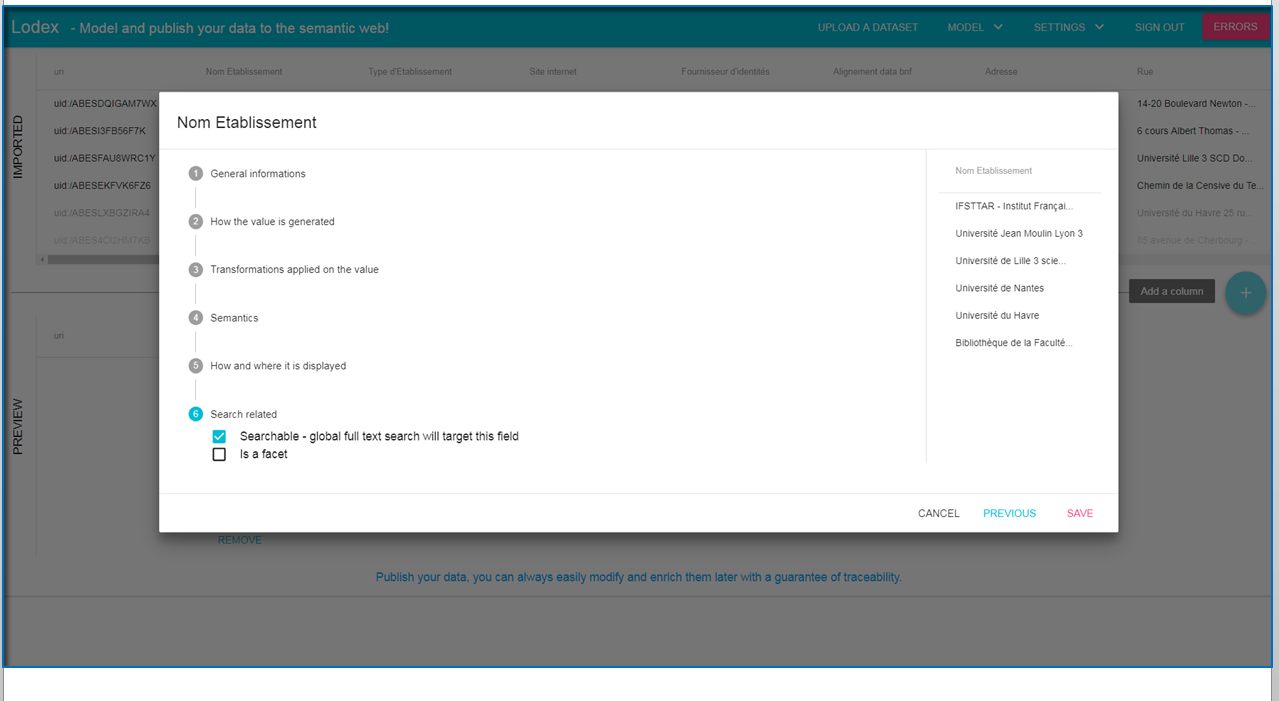 Lodex - Model and publish your data to the semantic web!
UPLOAD A DATASET MODEL SETTINGS SIGN OUT ERRORS
uri Nom Etablissement Type d'Etablissement Site internet Fournisseur d'identités Alignement data bnf Adresse Rue
IMPORTED
uid:/ABESDQIGAM7WX 14-20 Boulevard Newton -...
uid:/ABESI3FB56F7K 6 cours Albert Thomas - ...
uid:/ABESFAU8WRC1Y Université Lille 3 SCD Do...
uid:/ABESEKFVK6FZ6 Chemin de la Censive du Te...
uid:/ABESLXBGZIRA4 Université du Havre 25 ru...
85 avenue de Cherbourg -
Nom Etablissement
1 General informations
2 How the value is generated
3 Transformations applied on the value
4 Semantics
5 How and where it is displayed
6 Search related
Searchable - global full text search will target this field
Is a facet
Nom Etablissement
IFSTTAR - Institut Françai...
Université Jean Moulin Lyon 3
Université de Lille 3 scie...
Université de Nantes
Université du Havre
Bibliothèque de la Faculté...
CANCEL PREVIOUS SAVE
Add a column +
uri
PREVIEW
REMOVE
Publish your data, you can always easily modify and enrich them later with a guarantee of traceability.